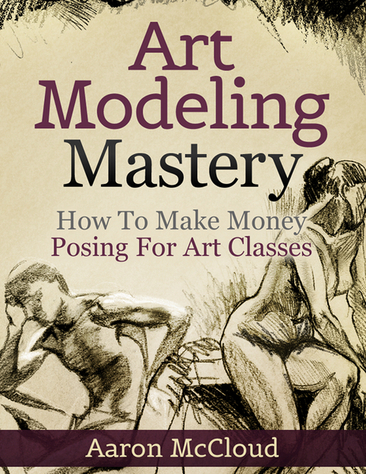 Art
Modeling
Mastery
How To Make Money
Posing For Art Classes
Aaron McCloud